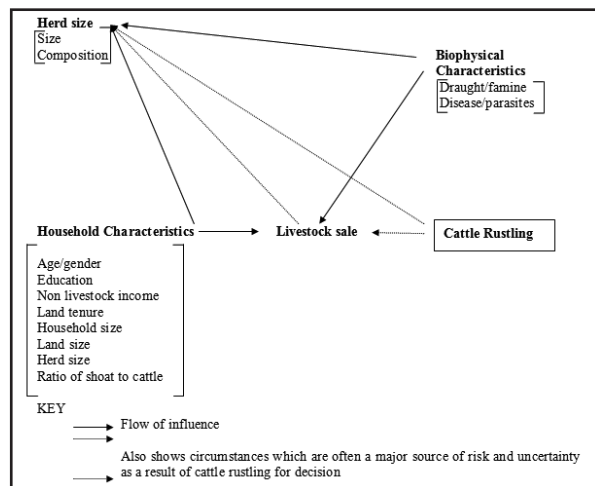 Herd size
Size
Composition
Biophysical
Characteristics
Draught/famine
Disease/parasites
Household Characteristics
Livestock sale
Cattle Rustling
Age/gender
Education
Non livestock income
Land tenure
Household size
Land size
Herd size
Ratio of shoat to cattle
KEY
Flow of influence
Also shows circumstances which are often a major source of risk and uncertainty
as a result of cattle rustling for decision